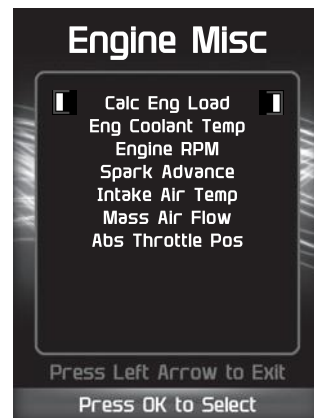 Engine Misc
Calc Eng Load
Eng Coolant Temp
Engine RPM
Spark Advance
Intake Air Temp
Mass Air Flow
Abs Throttle Pos
Press Left Arrow to Exit
Press OK to Select